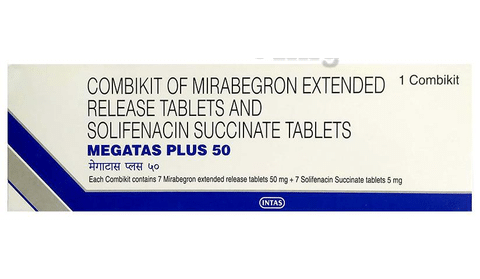 COMBIKIT OF MIRABEGRON EXTENDED
RELEASE TABLETS AND
SOLIFENACIN SUCCINATE TABLETS
1 Combikit
MEGATAS PLUS 50
मेगाटास प्लस ५०
Each Combikit contains 7 Mirabegron extended release tablets 50 mg + 7 Solifenacin Succinate tablets 5 mg
INTAS